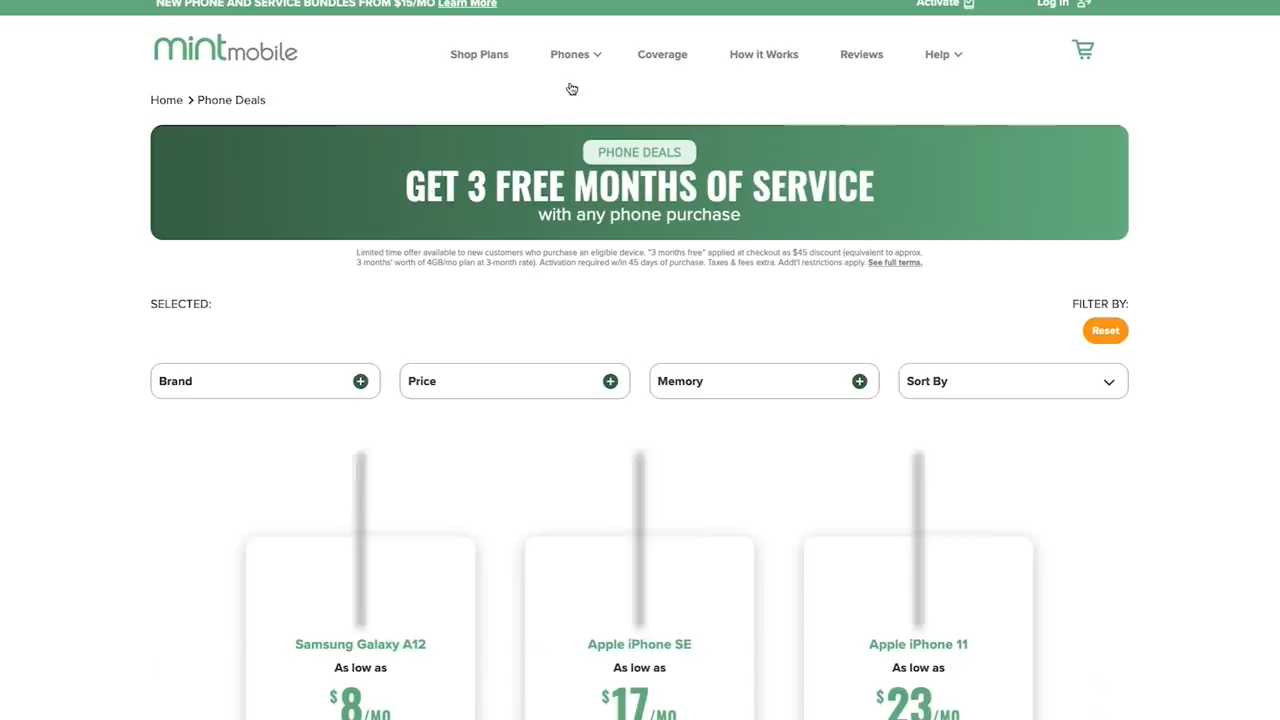 NEW PHONE AND SERVICE BUNDLES FROM $15/MO Learn More
Activate
Log In
mintmobile
Shop Plans
Phones
Coverage
How it Works
Reviews
Help
Home > Phone Deals
PHONE DEALS
GET 3 FREE MONTHS OF SERVICE
with any phone purchase
Limited time offer available to new customers who purchase an eligible device. "3 months free" applied at checkout as $45 discount (equivalent to approx.
3 months' worth of 4GB/mo plan at 3-month rate). Activation required w/in 45 days of purchase. Taxes & fees extra. Addt'l restrictions apply. See full terms.
SELECTED:
FILTER BY:
Reset
Brand
Price
Memory
Sort By
Samsung Galaxy A12
As low as
$8/MO
Apple iPhone SE
As low as
$17/MO
Apple iPhone 11
As low as
$23/MO